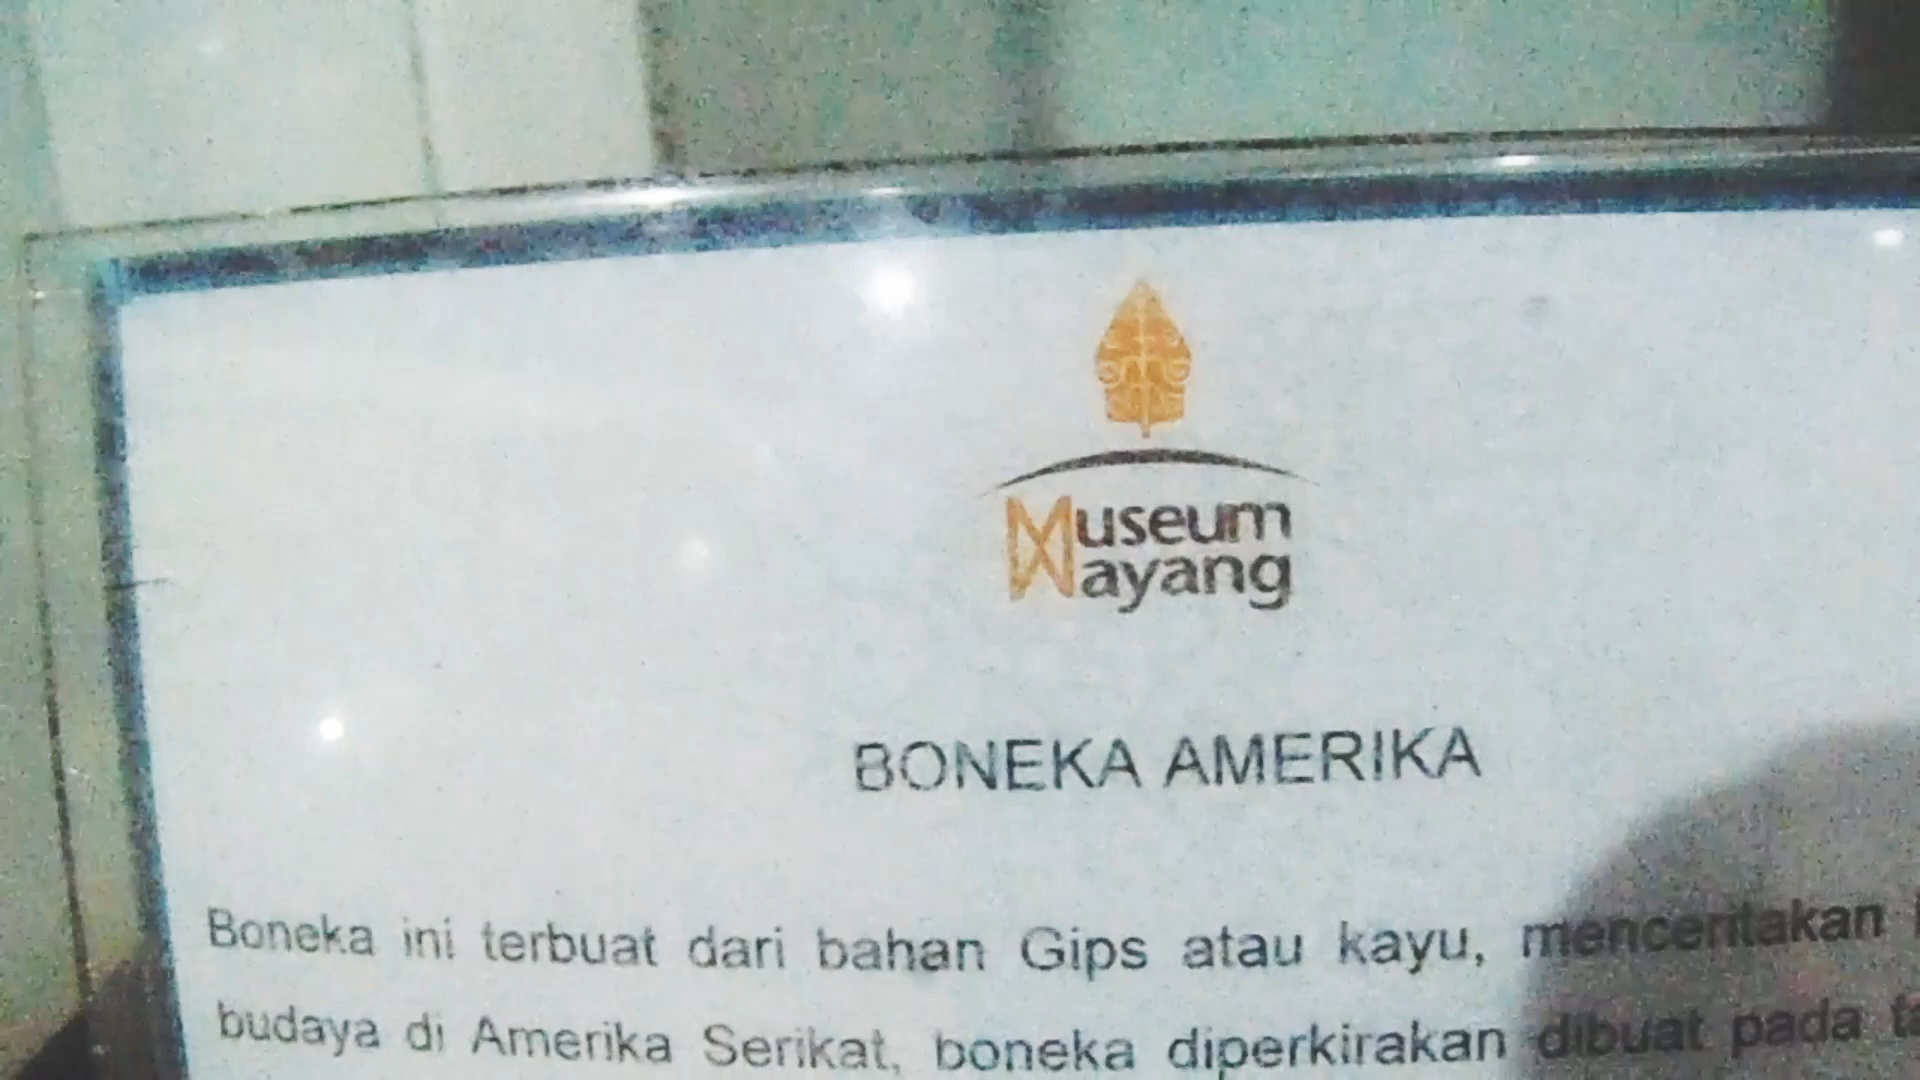 Museum
Wayang
BONEKA AMERIKA
Boneka ini terbuat dari bahan Gips atau kayu, menceritakan
budaya di Amerika Serikat, boneka diperkirakan dibuat pada